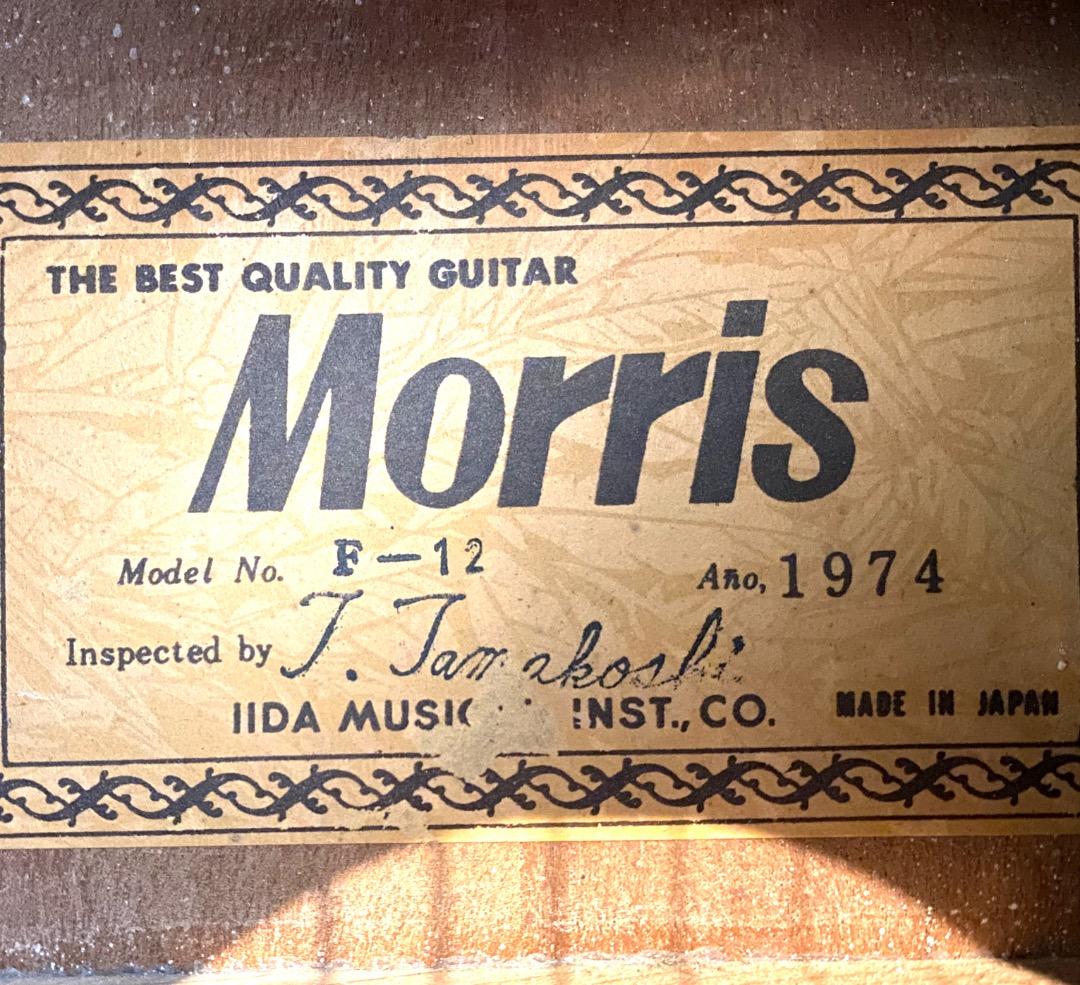 THE BEST QUALITY GUITAR
Morris
Model No. F-12 Año, 1974
Inspected by T.
IIDA MUSIC INST., CO. MADE IN JAPAN